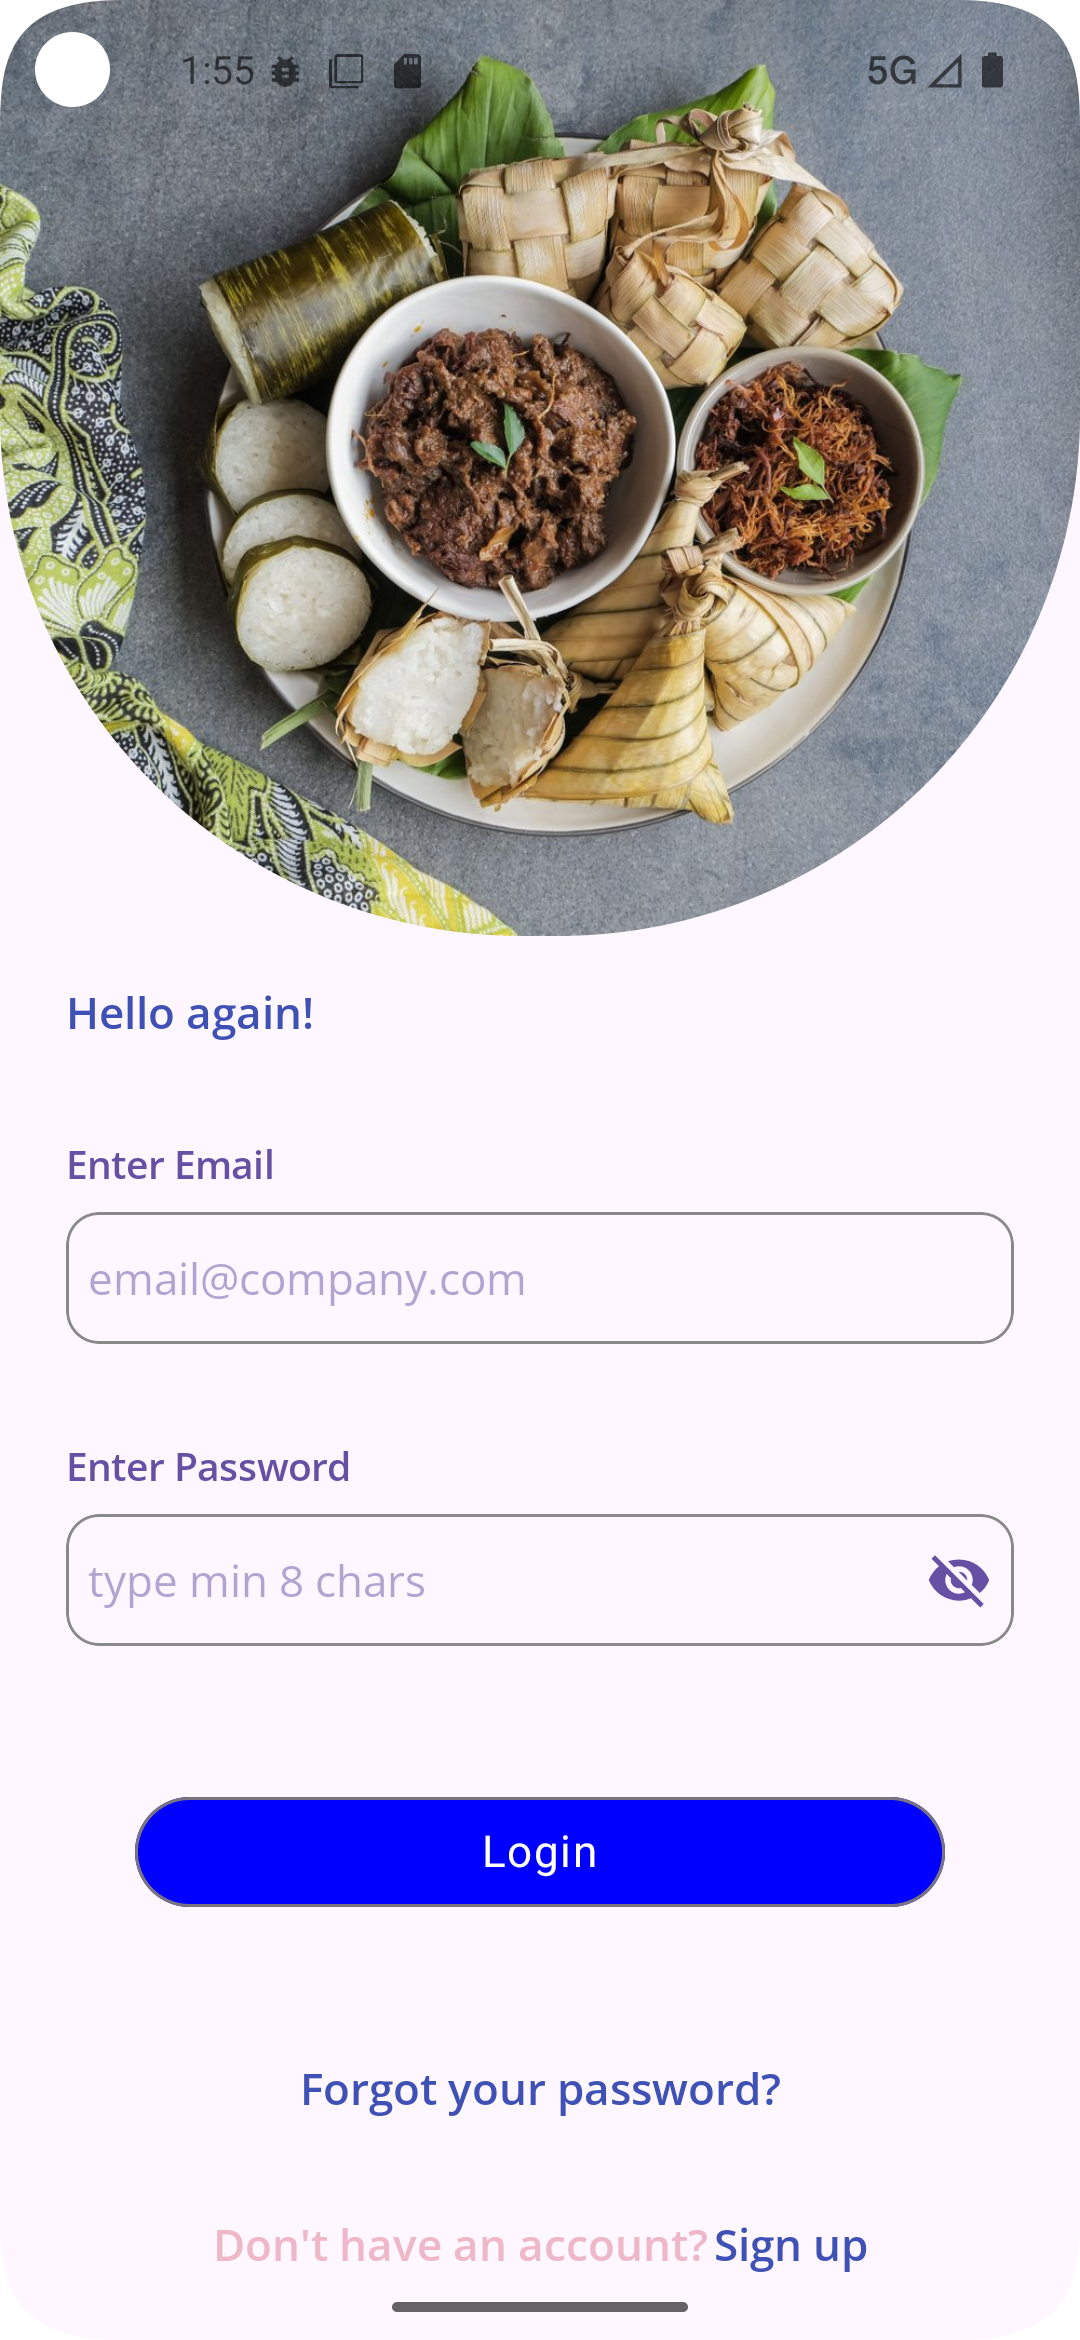 1:55
5G
Hello again!
Enter Email
email@company.com
Enter Password
type min 8 chars
Login
Forgot your password?
Don't have an account? Sign up